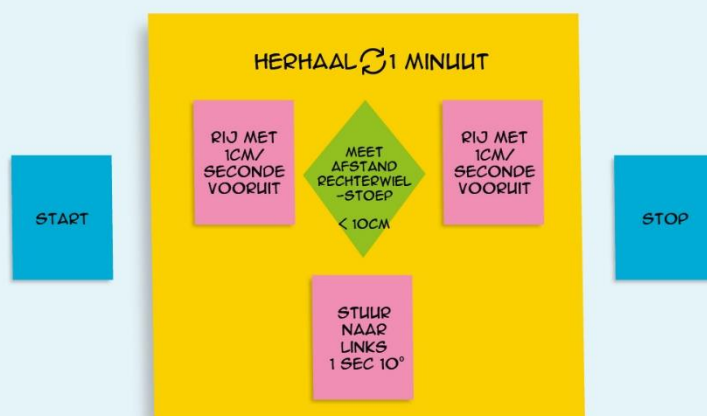 HERHAAL 1 MINUUT
RIJ MET
1CM/
SECONDE
VOORUIT
MEET
AFSTAND
RECHTERWIEL
-STOEP
< 10CM
RIJ MET
1CM/
SECONDE
VOORUIT
START
STOP
STUUR
NAAR
LINKS
1 SEC 10°